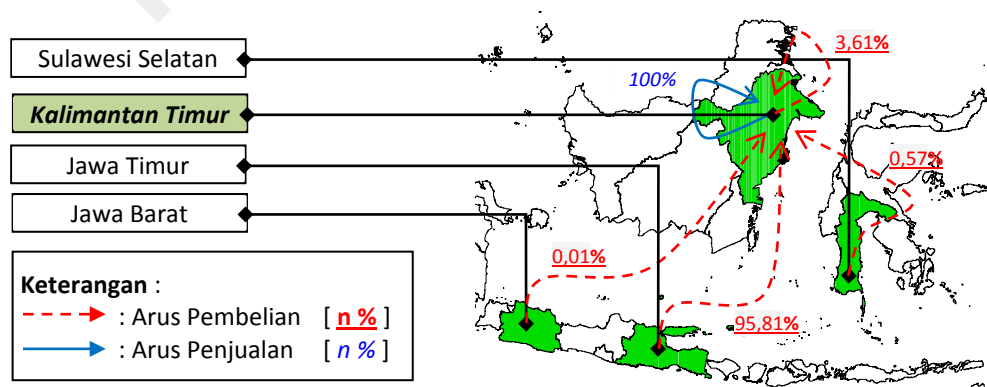 Sulawesi Selatan
Kalimantan Timur
Jawa Timur
Jawa Barat
Keterangan :
: Arus Pembelian [ n % ]
: Arus Penjualan [ n % ]
3,61%
100%
0,57%
0,01%
95,81%